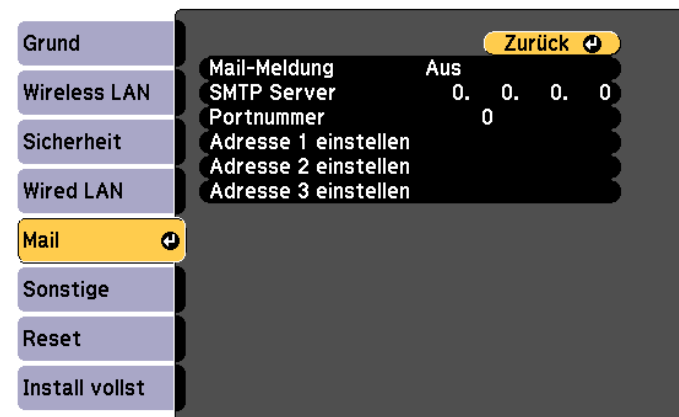 Grund
Wireless LAN
Sicherheit
Wired LAN
Mail
Sonstige
Reset
Install vollst
Zurück
Mail-Meldung Aus
SMTP Server 0. 0. 0. 0
Portnummer 0
Adresse 1 einstellen
Adresse 2 einstellen
Adresse 3 einstellen